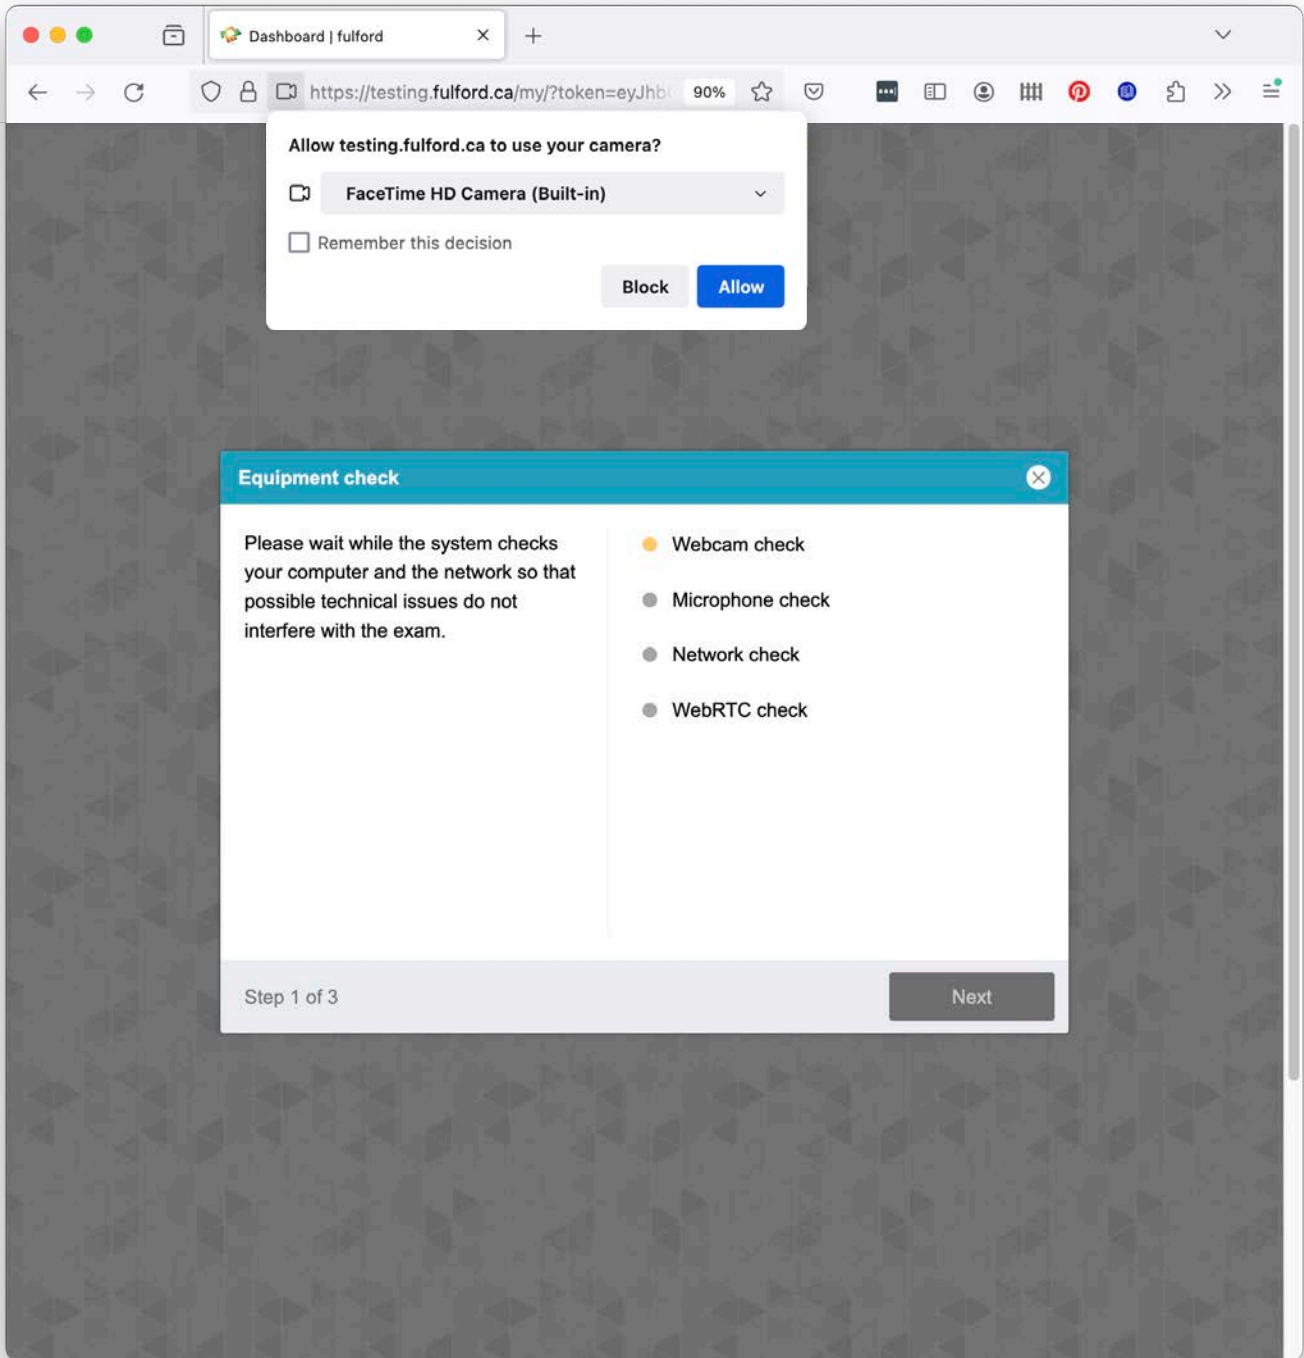 Dashboard | fulford
https://testing.fulford.ca/my/?token=eyJhb
90%
Allow testing.fulford.ca to use your camera?
FaceTime HD Camera (Built-in)
Remember this decision
Block
Allow
Equipment check
Please wait while the system checks
your computer and the network so that
possible technical issues do not
interfere with the exam.
Webcam check
Microphone check
Network check
WebRTC check
Step 1 of 3
Next